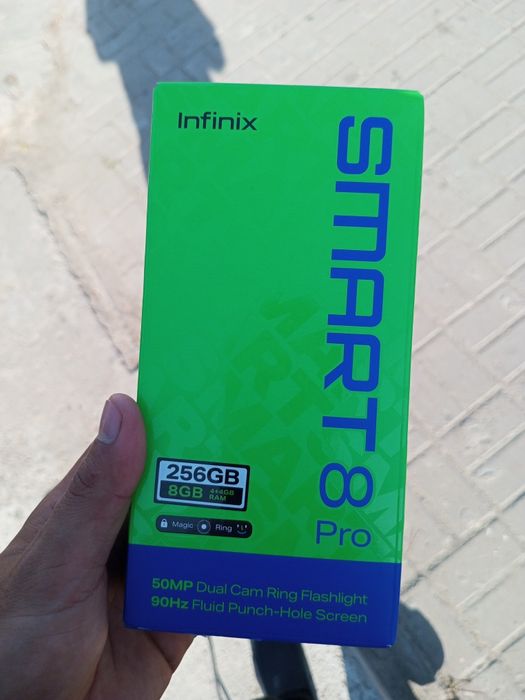 Infinix
SMART 8
Pro
256GB
8GB 4+4GB RAM
Magic Ring
50MP Dual Cam Ring Flashlight
90Hz Fluid Punch-Hole Screen